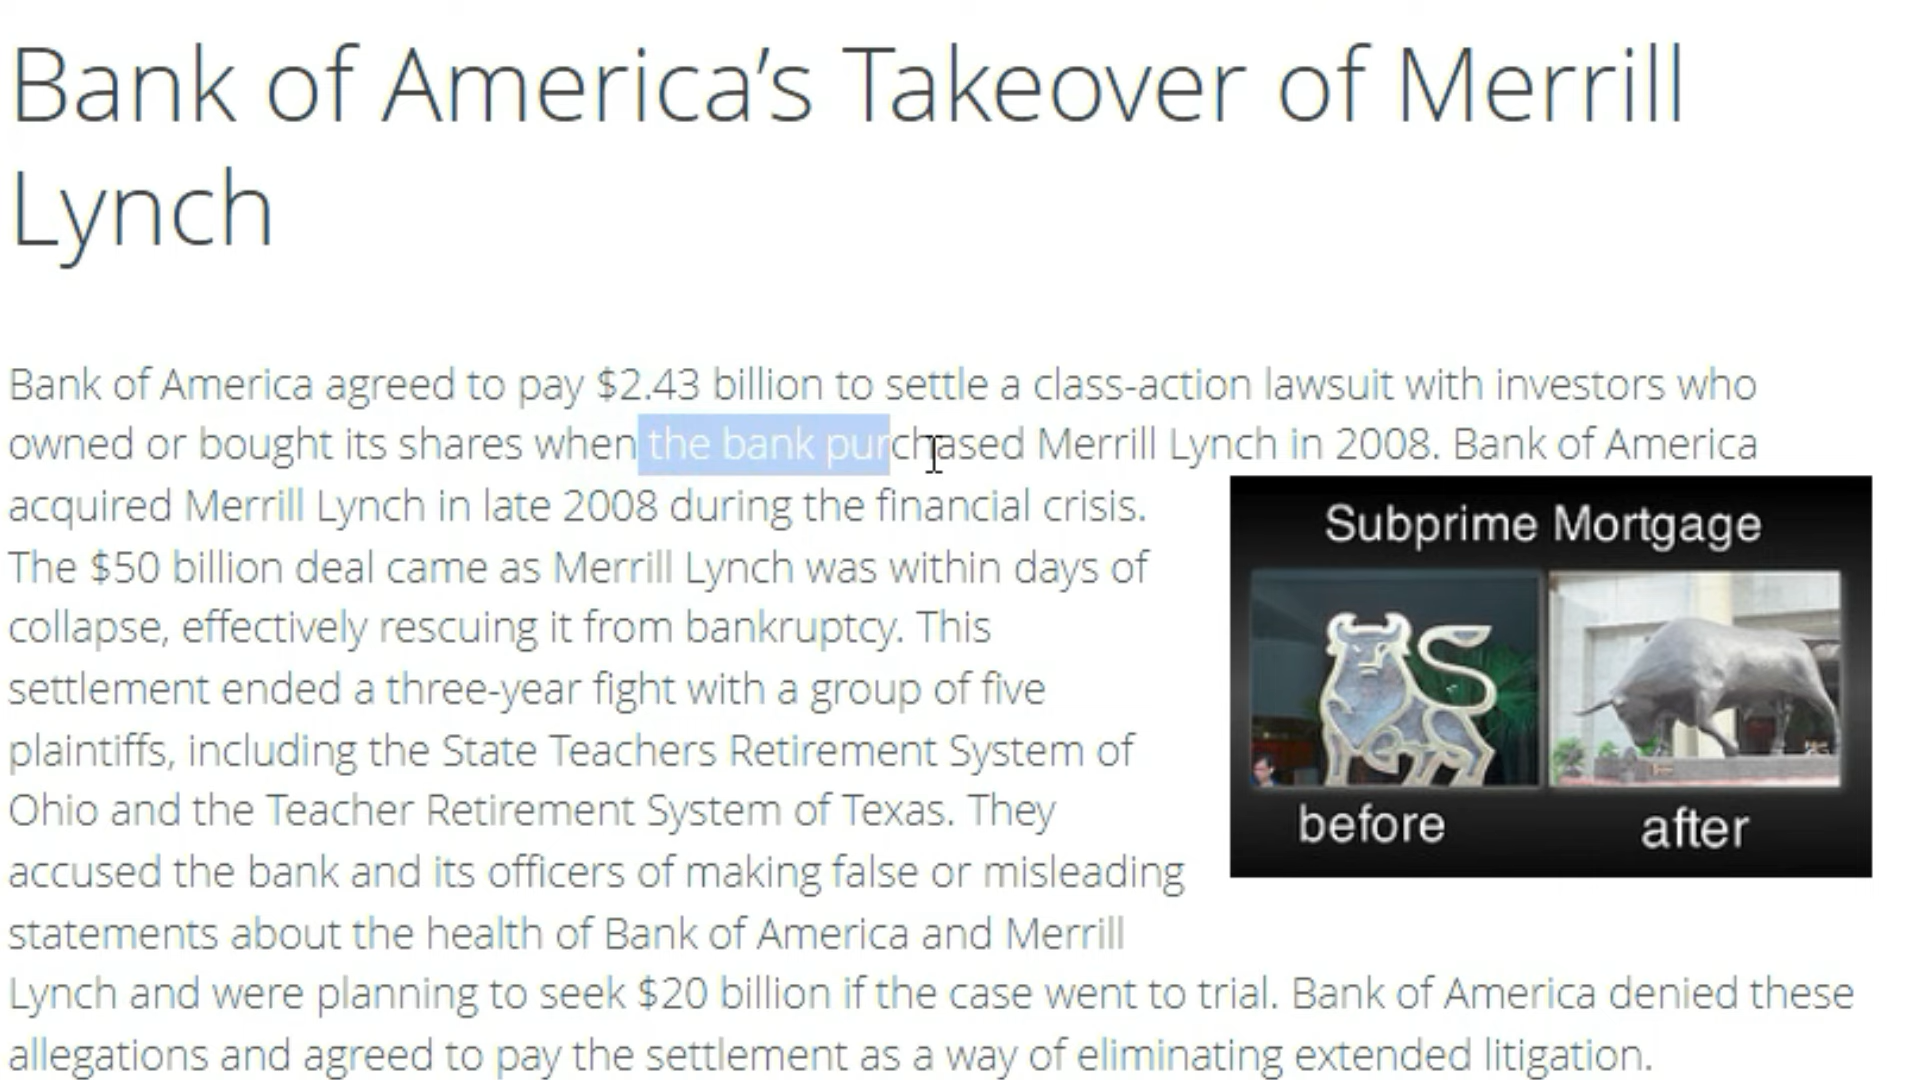 Bank of America’s Takeover of Merrill
Lynch
Bank of America agreed to pay $2.43 billion to settle a class-action lawsuit with investors who
owned or bought its shares when the bank purchased Merrill Lynch in 2008. Bank of America
acquired Merrill Lynch in late 2008 during the financial crisis.
The $50 billion deal came as Merrill Lynch was within days of
collapse, effectively rescuing it from bankruptcy. This
settlement ended a three-year fight with a group of five
plaintiffs, including the State Teachers Retirement System of
Ohio and the Teacher Retirement System of Texas. They
accused the bank and its officers of making false or misleading
statements about the health of Bank of America and Merrill
Lynch and were planning to seek $20 billion if the case went to trial. Bank of America denied these
allegations and agreed to pay the settlement as a way of eliminating extended litigation.
Subprime Mortgage
before
after